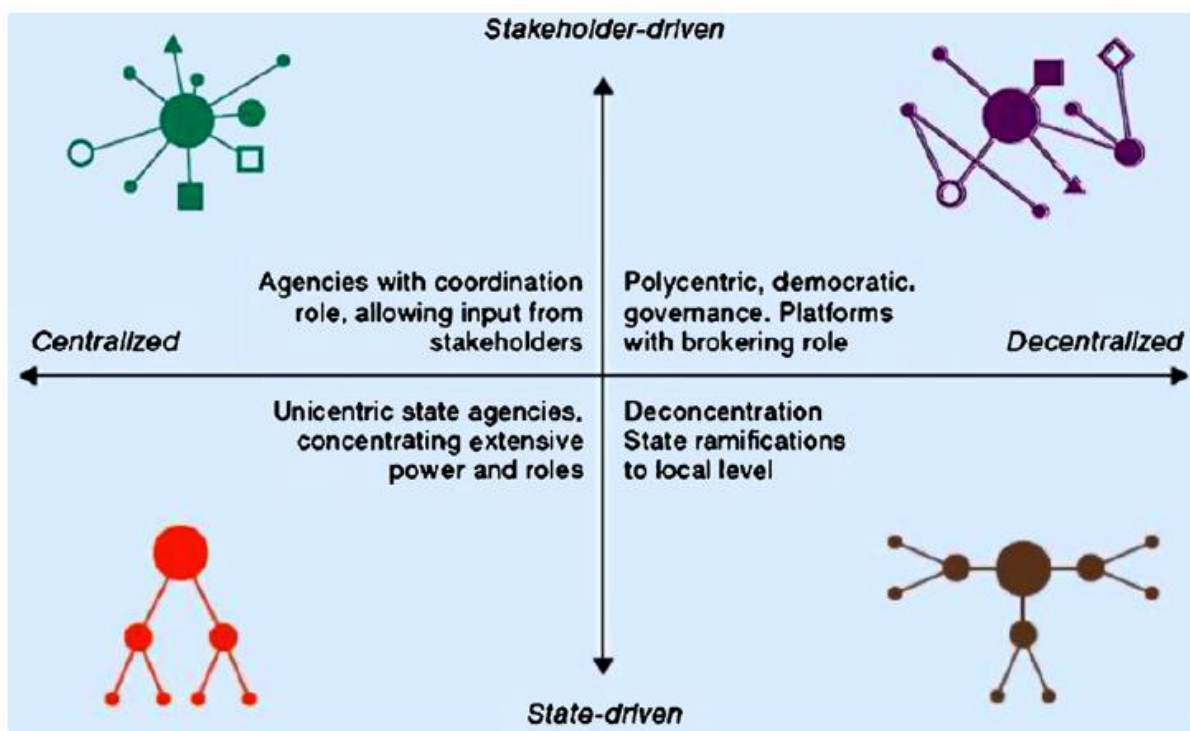 Stakeholder-driven
Agencies with coordination
role, allowing input from
stakeholders
Polycentric, democratic.
governance. Platforms
with brokering role
Centralized
Decentralized
Unicentric state agencies.
concentrating extensive
power and roles
Deconcentration
State ramifications
to local level
State-driven